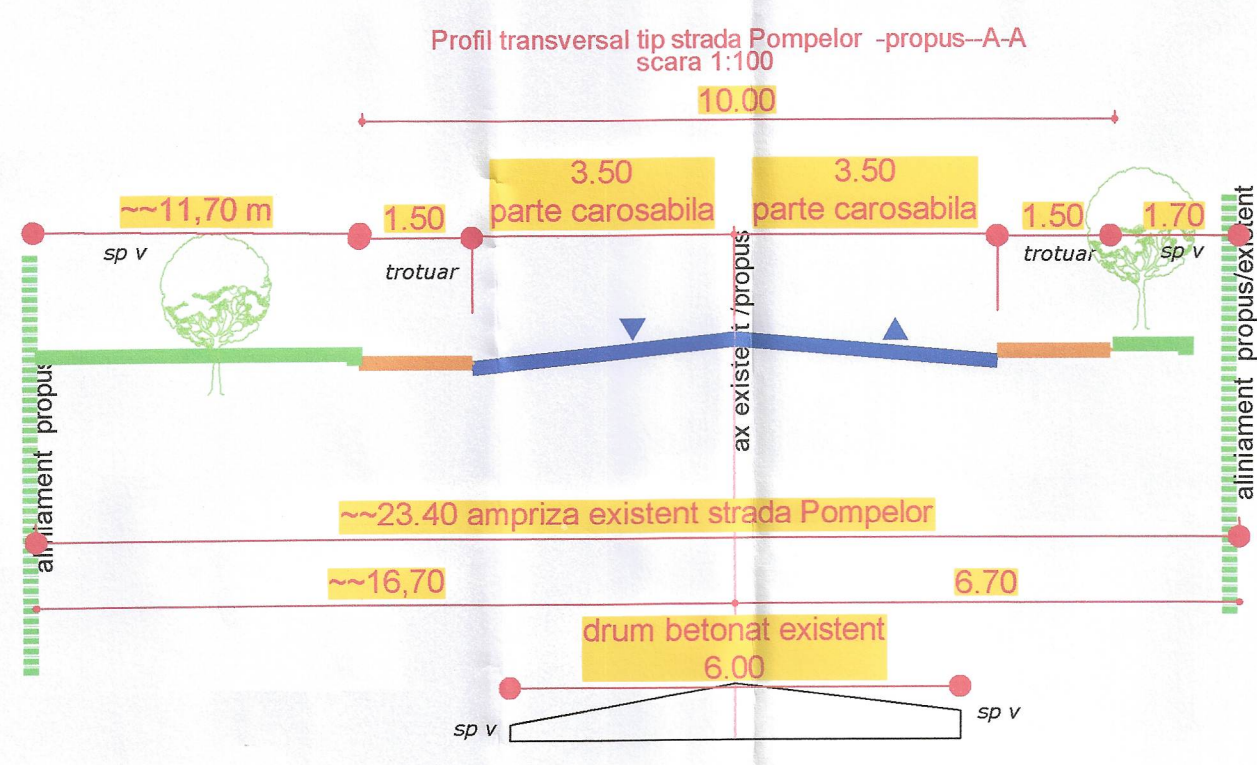 Profil transversal tip strada Pompelor -propus--A-A
scara 1:100
10.00
3.50
parte carosabila
3.50
parte carosabila
~~11,70 m
1.50
1.50
1.70
sp v
trotuar
trotuar
sp v
ax existent /propus
aliniament propus
aliniament propus/existent
~~23.40 ampriza existent strada Pompelor
~~16,70
6.70
drum betonat existent
6.00
sp v
sp v